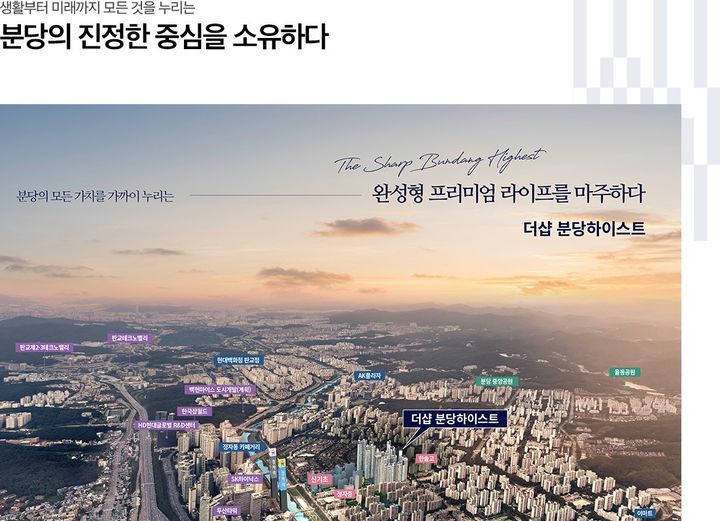 생활부터 미래까지 모든 것을 누리는
분당의 진정한 중심을 소유하다
The Sharp Bundang Highest
분당의 모든 가치를 가까이 누리는
완성형 프리미엄 라이프를 마주하다
더샵 분당하이스트
판교테크노밸리
판교제2·3테크노밸리
현대백화점 판교점
율동공원
AK플라자
분당 중앙공원
백현마이스 도시개발(계획)
한국잡월드
더샵 분당하이스트
HD현대글로벌 R&D센터
정자동 카페거리
한솔고
SK하이닉스
신기초
정자중
두산타워
이마트